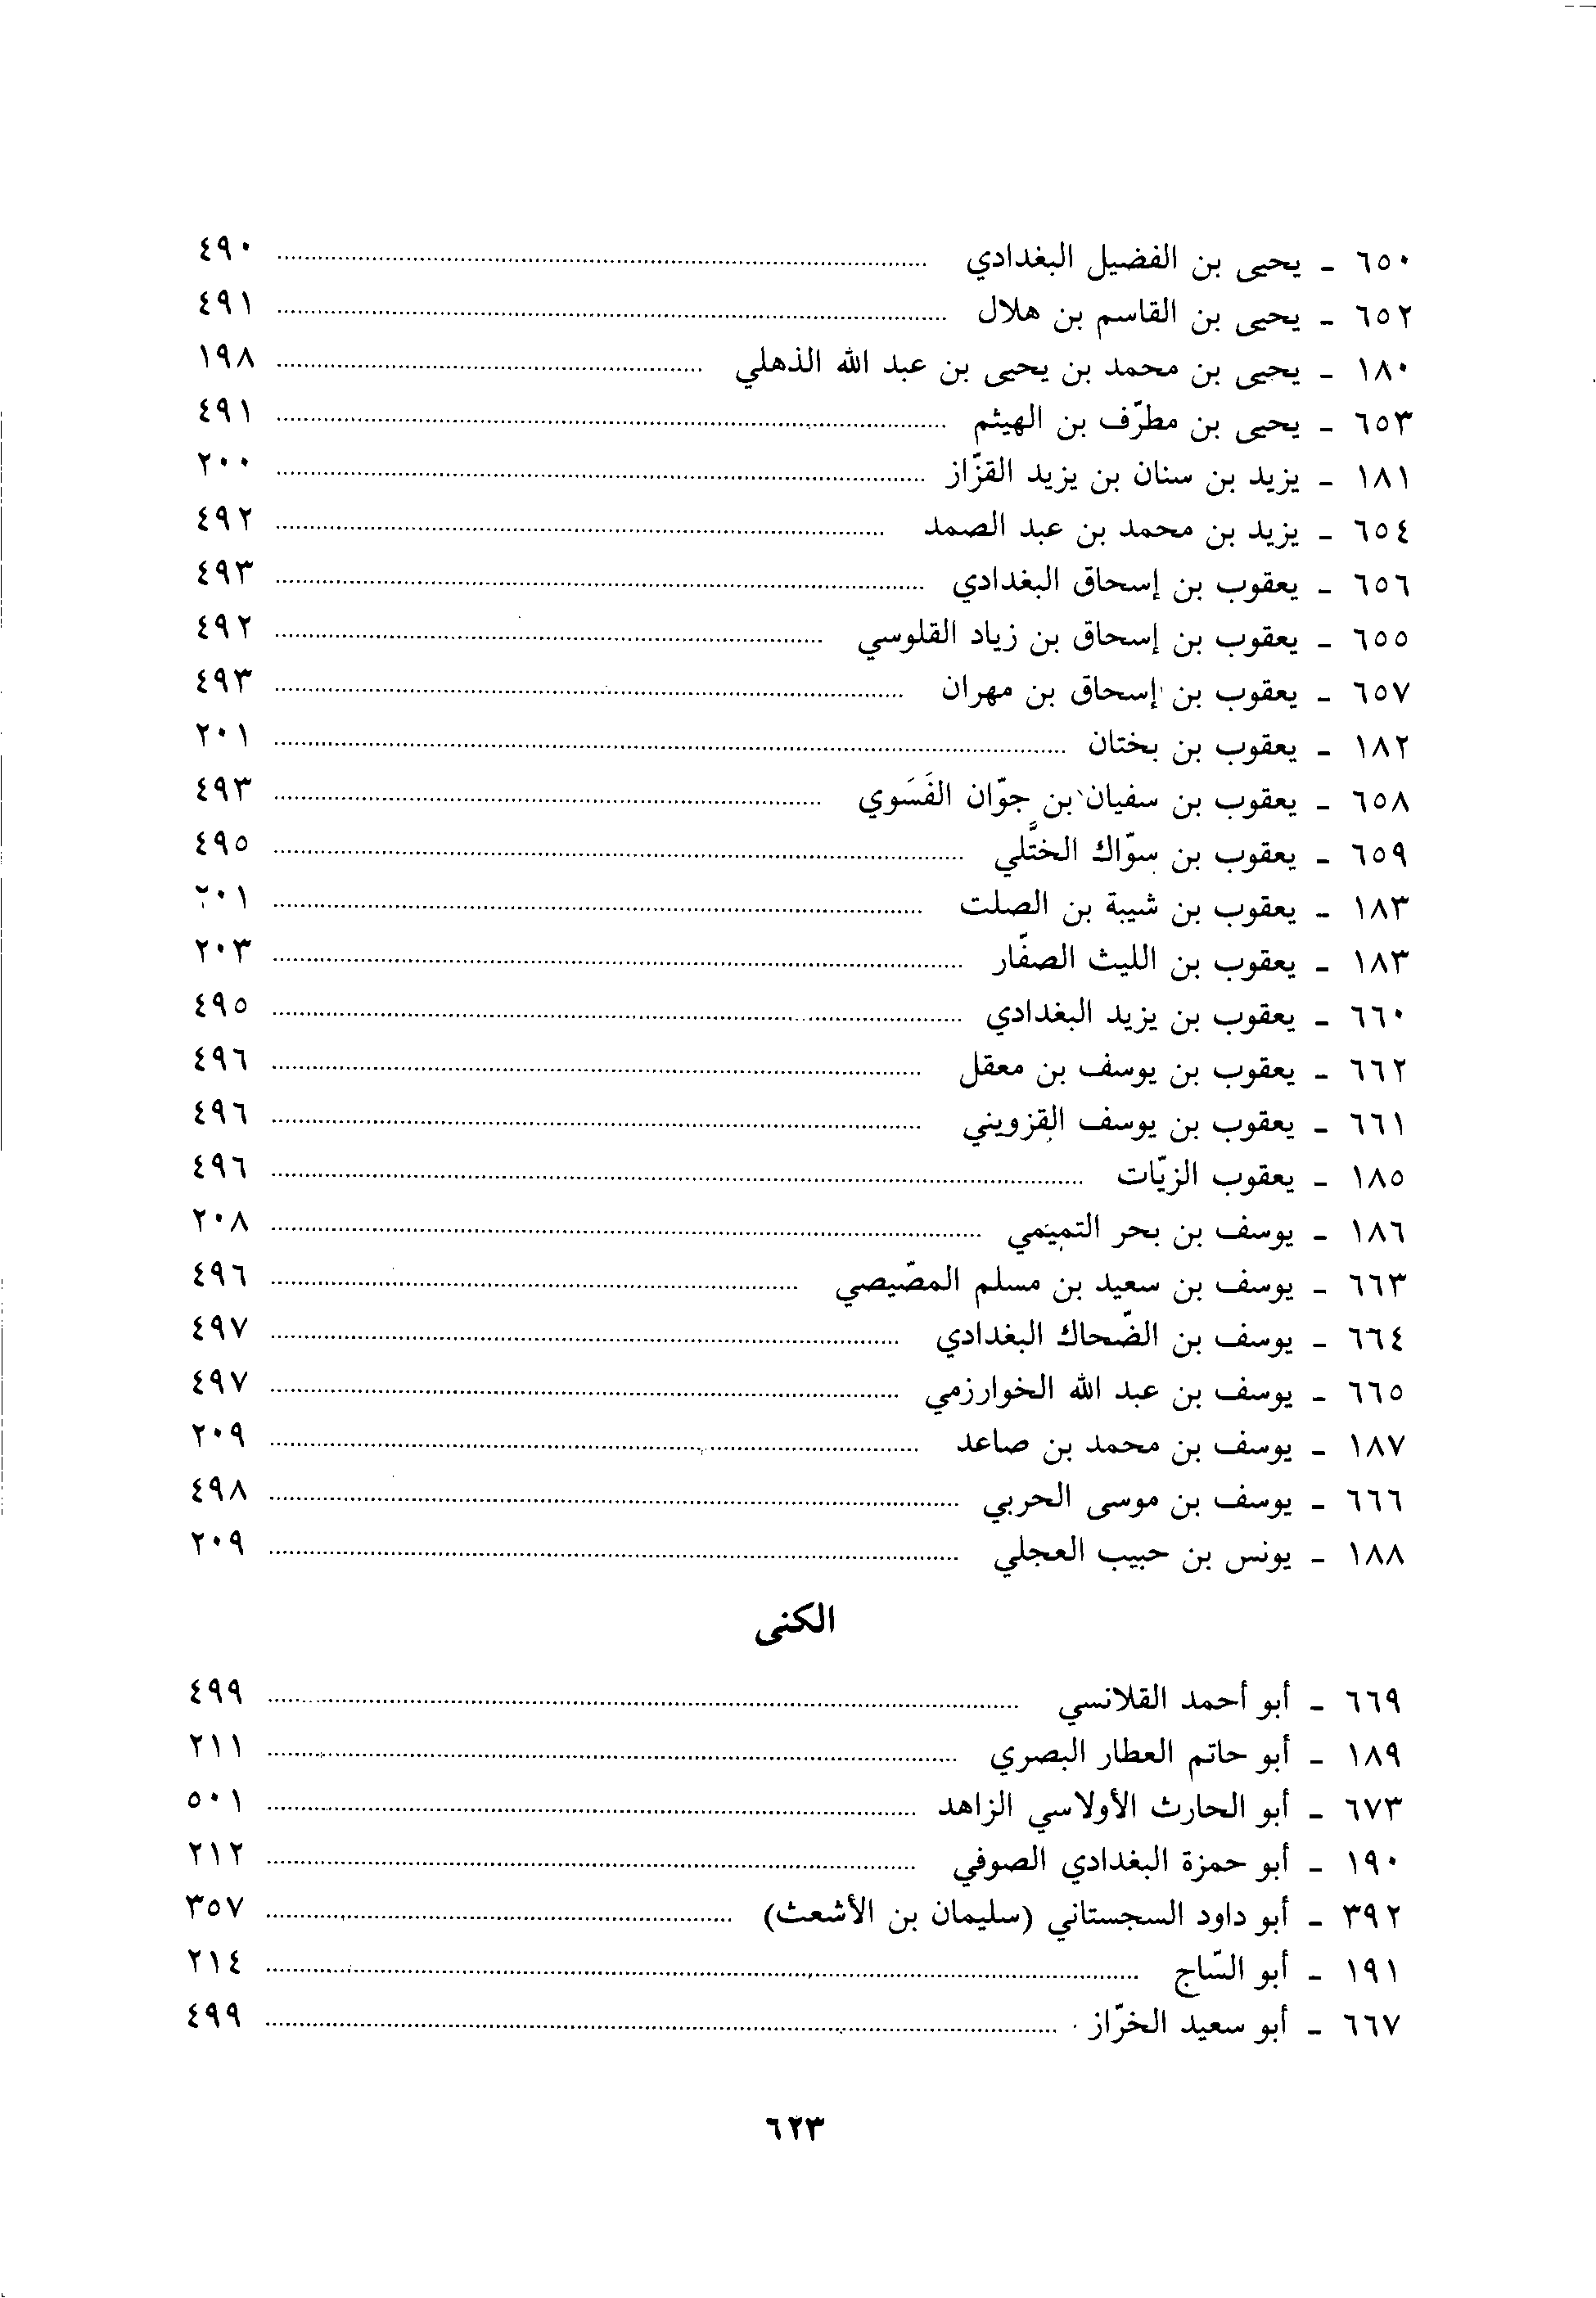 ٦٥٠ - يحيى بن الفضيل البغدادي ........ ٤٩٠
٦٥٢ - يحيى بن القاسم بن هلال ........ ٤٩١
١٨٠ - يحيى بن محمد بن يحيى بن عبد الله الذهلي ........ ١٩٨
٦٥٣ - يحيى بن مطرّف بن الهيثم ........ ٤٩١
١٨١ - يزيد بن سنان بن يزيد القزّاز ........ ٢٠٠
٦٥٤ - يزيد بن محمد بن عبد الصمد ........ ٤٩٢
٦٥٦ - يعقوب بن إسحاق البغدادي ........ ٤٩٣
٦٥٥ - يعقوب بن إسحاق بن زياد القلوسي ........ ٤٩٢
٦٥٧ - يعقوب بن إسحاق بن مهران ........ ٤٩٣
١٨٢ - يعقوب بن بختان ........ ٢٠١
٦٥٨ - يعقوب بن سفيان بن جوّان الفَسَوي ........ ٤٩٣
٦٥٩ - يعقوب بن سوّاك الختَّلي ........ ٤٩٥
١٨٣ - يعقوب بن شيبة بن الصلت ........ ٢٠١
١٨٣ - يعقوب بن الليث الصفّار ........ ٢٠٣
٦٦٠ - يعقوب بن يزيد البغدادي ........ ٤٩٥
٦٦٢ - يعقوب بن يوسف بن معقل ........ ٤٩٦
٦٦١ - يعقوب بن يوسف القزويني ........ ٤٩٦
١٨٥ - يعقوب الزيّات ........ ٤٩٦
١٨٦ - يوسف بن بحر التميمي ........ ٢٠٨
٦٦٣ - يوسف بن سعيد بن مسلم المصّيصي ........ ٤٩٦
٦٦٤ - يوسف بن الضّحاك البغدادي ........ ٤٩٧
٦٦٥ - يوسف بن عبد الله الخوارزمي ........ ٤٩٧
١٨٧ - يوسف بن محمد بن صاعد ........ ٢٠٩
٦٦٦ - يوسف بن موسى الحربي ........ ٤٩٨
١٨٨ - يونس بن حبيب العجلي ........ ٢٠٩
الكنى
٦٦٩ - أبو أحمد القلانسي ........ ٤٩٩
١٨٩ - أبو حاتم العطار البصري ........ ٢١١
٦٧٣ - أبو الحارث الأولاسي الزاهد ........ ٥٠١
١٩٠ - أبو حمزة البغدادي الصوفي ........ ٢١٢
٣٩٢ - أبو داود السجستاني (سليمان بن الأشعث) ........ ٣٥٧
١٩١ - أبو السّاج ........ ٢١٤
٦٦٧ - أبو سعيد الخرّاز ........ ٤٩٩
٦٢٣